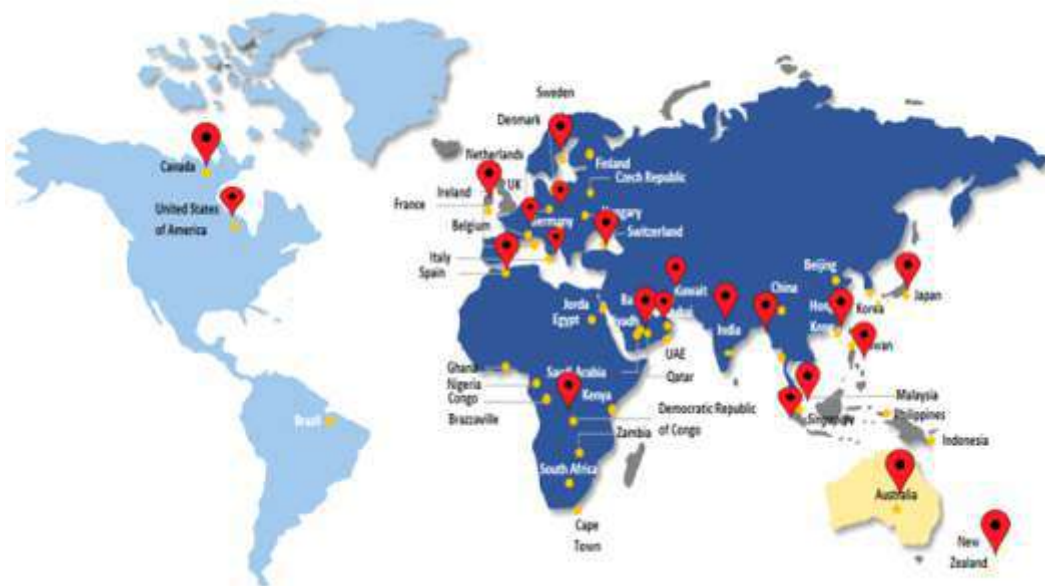 Sweden
Denmark
Netherlands
Canada
Finland
Czech Republic
Ireland
UK
France
United States
of America
Belgium
Germany
Switzerland
Italy
Spain
Beijing
Kuwait
China
Japan
Korea
Jorda
Egypt
India
UAE
Ghana
Saudi Arabia
Qatar
Nigeria
Kenya
Congo
Malaysia
Brazzaville
Democratic Republic
of Congo
Philippines
Brazil
Zambia
Indonesia
South Africa
Australia
Cape
Town
New
Zealand